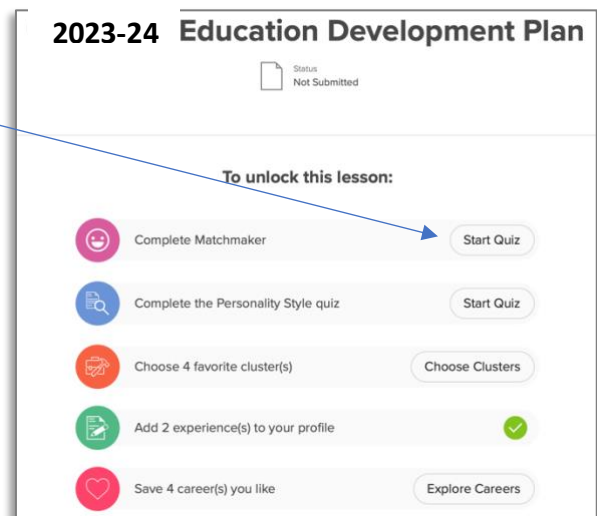 2023-24 Education Development Plan
Status
Not Submitted
To unlock this lesson:
Complete Matchmaker Start Quiz
Complete the Personality Style quiz Start Quiz
Choose 4 favorite cluster(s) Choose Clusters
Add 2 experience(s) to your profile
Save 4 career(s) you like Explore Careers